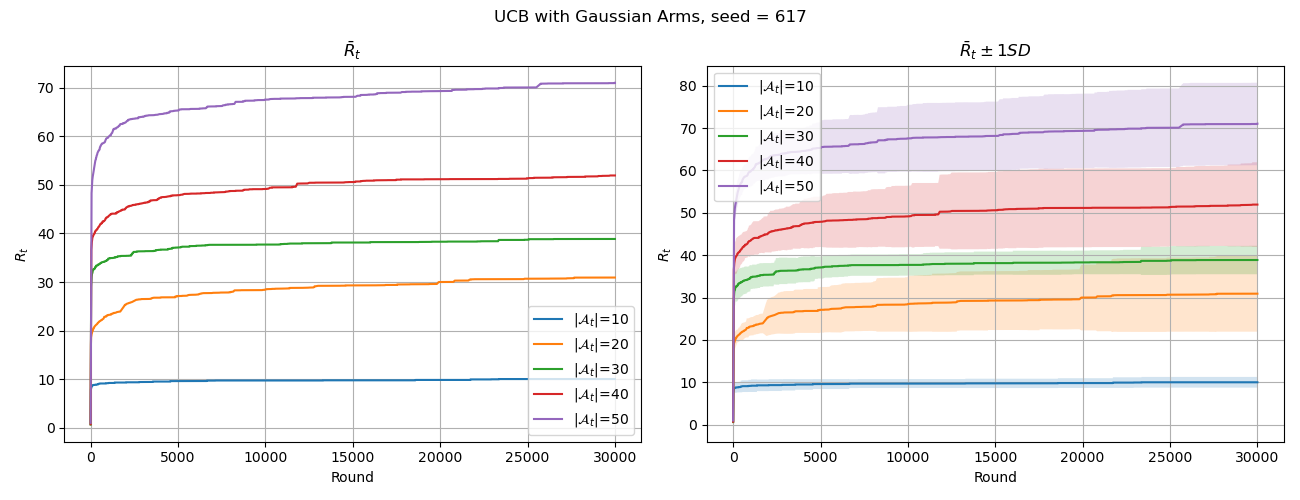 UCB with Gaussian Arms, seed = 617
R̄ₜ
70
60
50
40
30
20
10
0
Rₜ
0 5000 10000 15000 20000 25000 30000
Round
|𝒜ₜ|=10
|𝒜ₜ|=20
|𝒜ₜ|=30
|𝒜ₜ|=40
|𝒜ₜ|=50
R̄ₜ ± 1SD
80
70
60
50
40
30
20
10
0
Rₜ
0 5000 10000 15000 20000 25000 30000
Round
|𝒜ₜ|=10
|𝒜ₜ|=20
|𝒜ₜ|=30
|𝒜ₜ|=40
|𝒜ₜ|=50